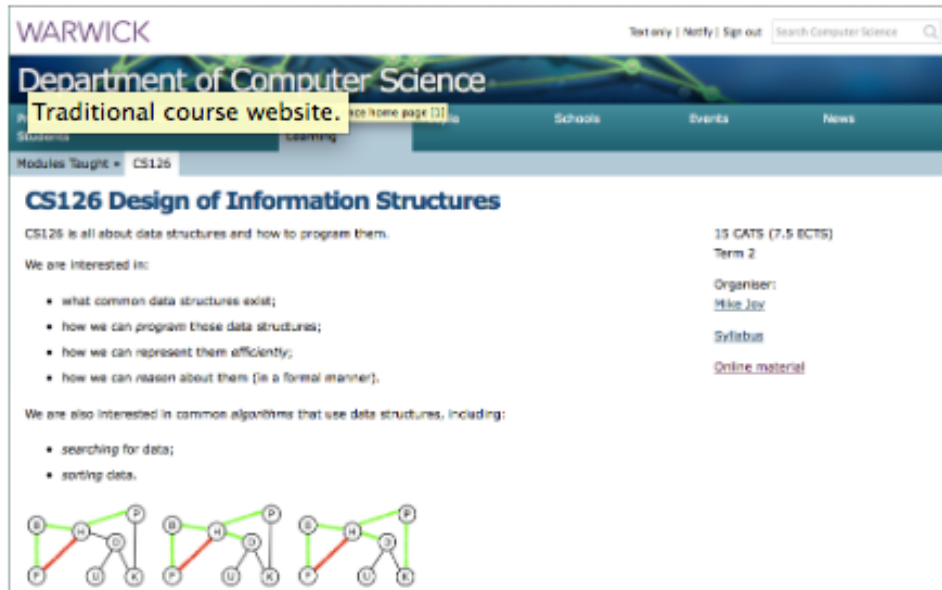 WARWICK
Text only | Notify | Sign out
Search Computer Science
Department of Computer Science
Traditional course website.
ce home page [1]
Schools
Events
News
Students
Learning
Modules Taught »
CS126
CS126 Design of Information Structures
CS126 is all about data structures and how to program them.
15 CATS (7.5 ECTS)
Term 2
We are interested in:
Organiser:
Mike Joy
• what common data structures exist;
• how we can program those data structures;
Syllabus
• how we can represent them efficiently;
Online material
• how we can reason about them (in a formal manner).
We are also interested in common algorithms that use data structures, including:
• searching for data;
• sorting data.
B H P D F U K
B H P D F U K
B H P D F U K